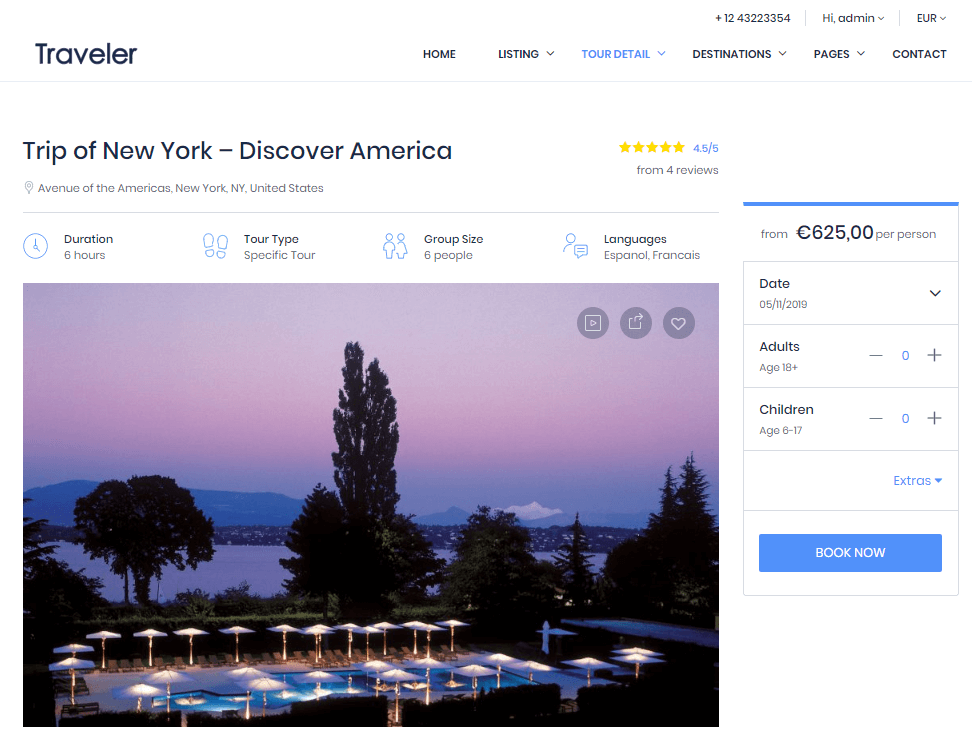 + 12 43223354 Hi, admin EUR
Traveler
HOME LISTING TOUR DETAIL DESTINATIONS PAGES CONTACT
Trip of New York – Discover America
4.5/5
from 4 reviews
Avenue of the Americas, New York, NY, United States
Duration
6 hours
Tour Type
Specific Tour
Group Size
6 people
Languages
Espanol, Francais
from €625,00 per person
Date
05/11/2019
Adults
Age 18+
0
Children
Age 6-17
0
Extras
BOOK NOW